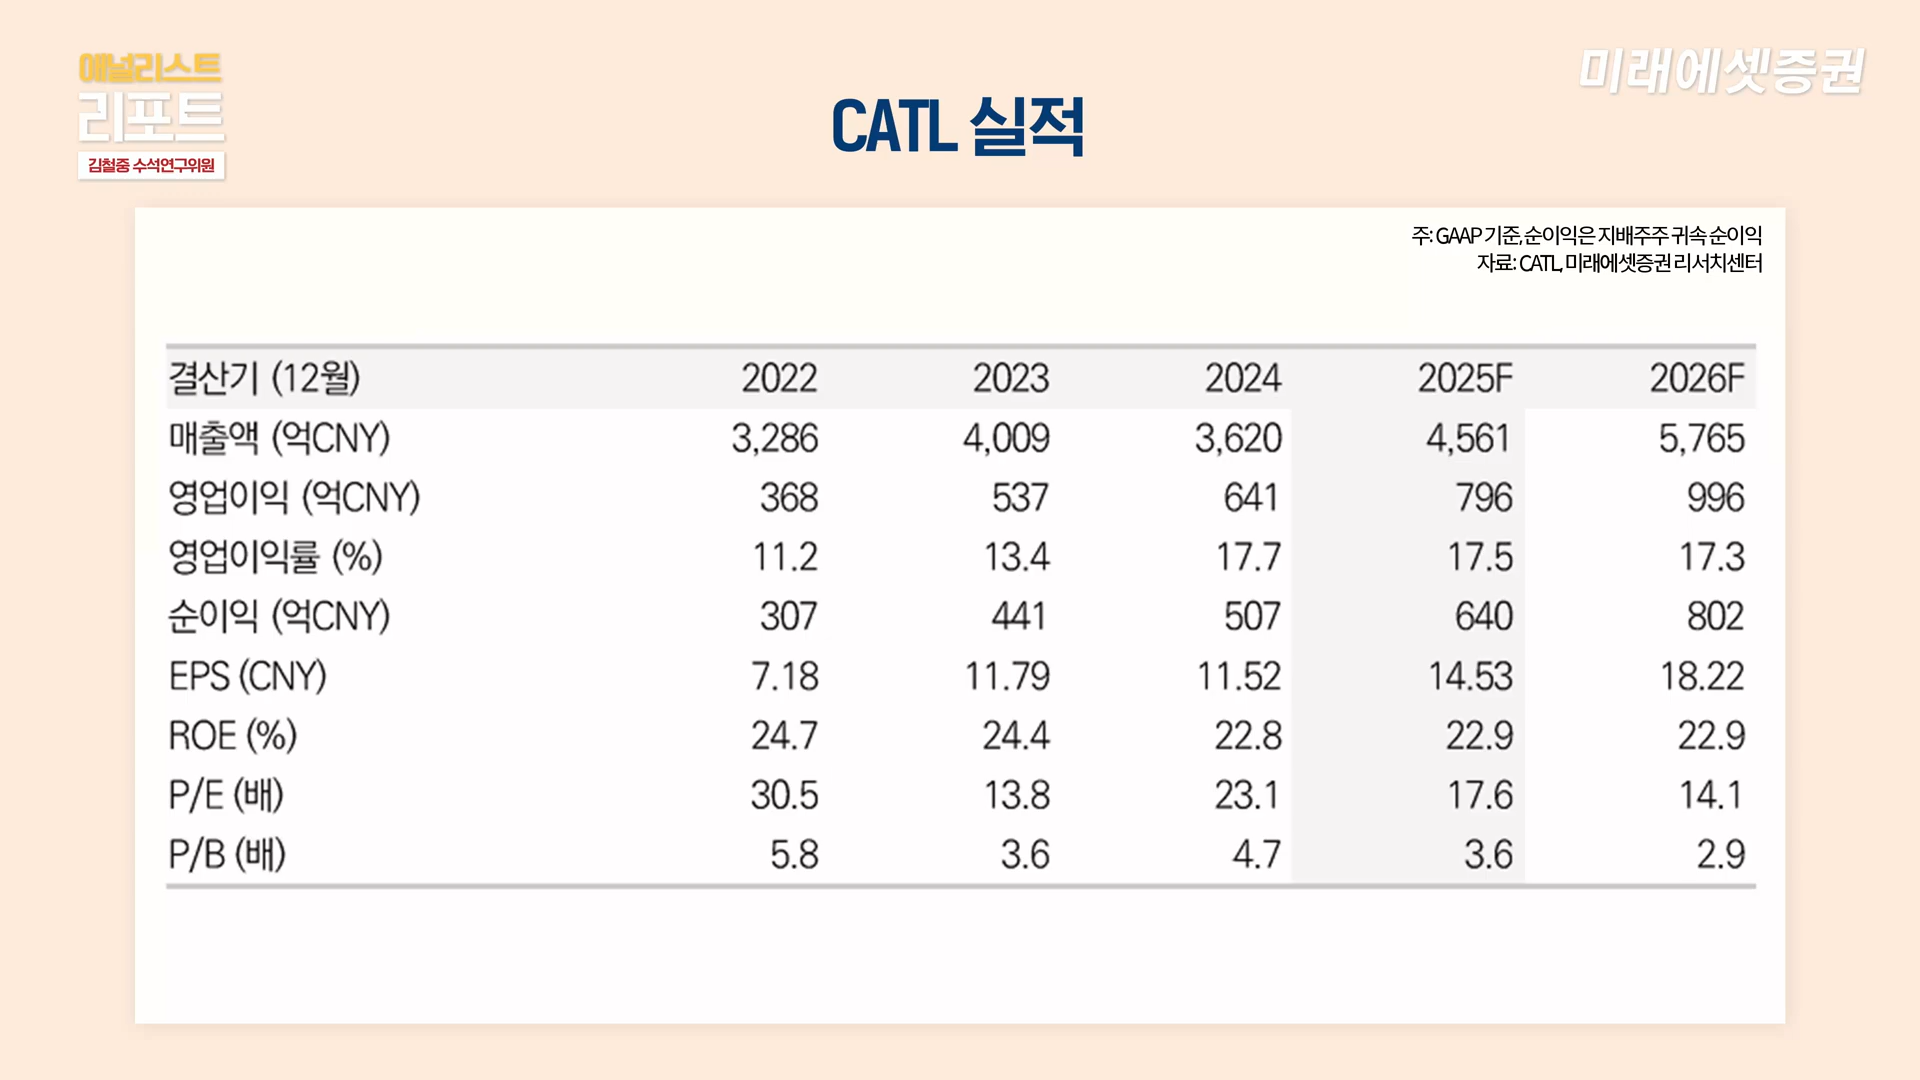 애널리스트
리포트
김철중 수석연구위원
미래에셋증권
CATL 실적
주: GAAP 기준, 순이익은 지배주주 귀속 순이익
자료: CATL, 미래에셋증권 리서치센터
결산기 (12월) 2022 2023 2024 2025F 2026F
매출액 (억CNY) 3,286 4,009 3,620 4,561 5,765
영업이익 (억CNY) 368 537 641 796 996
영업이익률 (%) 11.2 13.4 17.7 17.5 17.3
순이익 (억CNY) 307 441 507 640 802
EPS (CNY) 7.18 11.79 11.52 14.53 18.22
ROE (%) 24.7 24.4 22.8 22.9 22.9
P/E (배) 30.5 13.8 23.1 17.6 14.1
P/B (배) 5.8 3.6 4.7 3.6 2.9